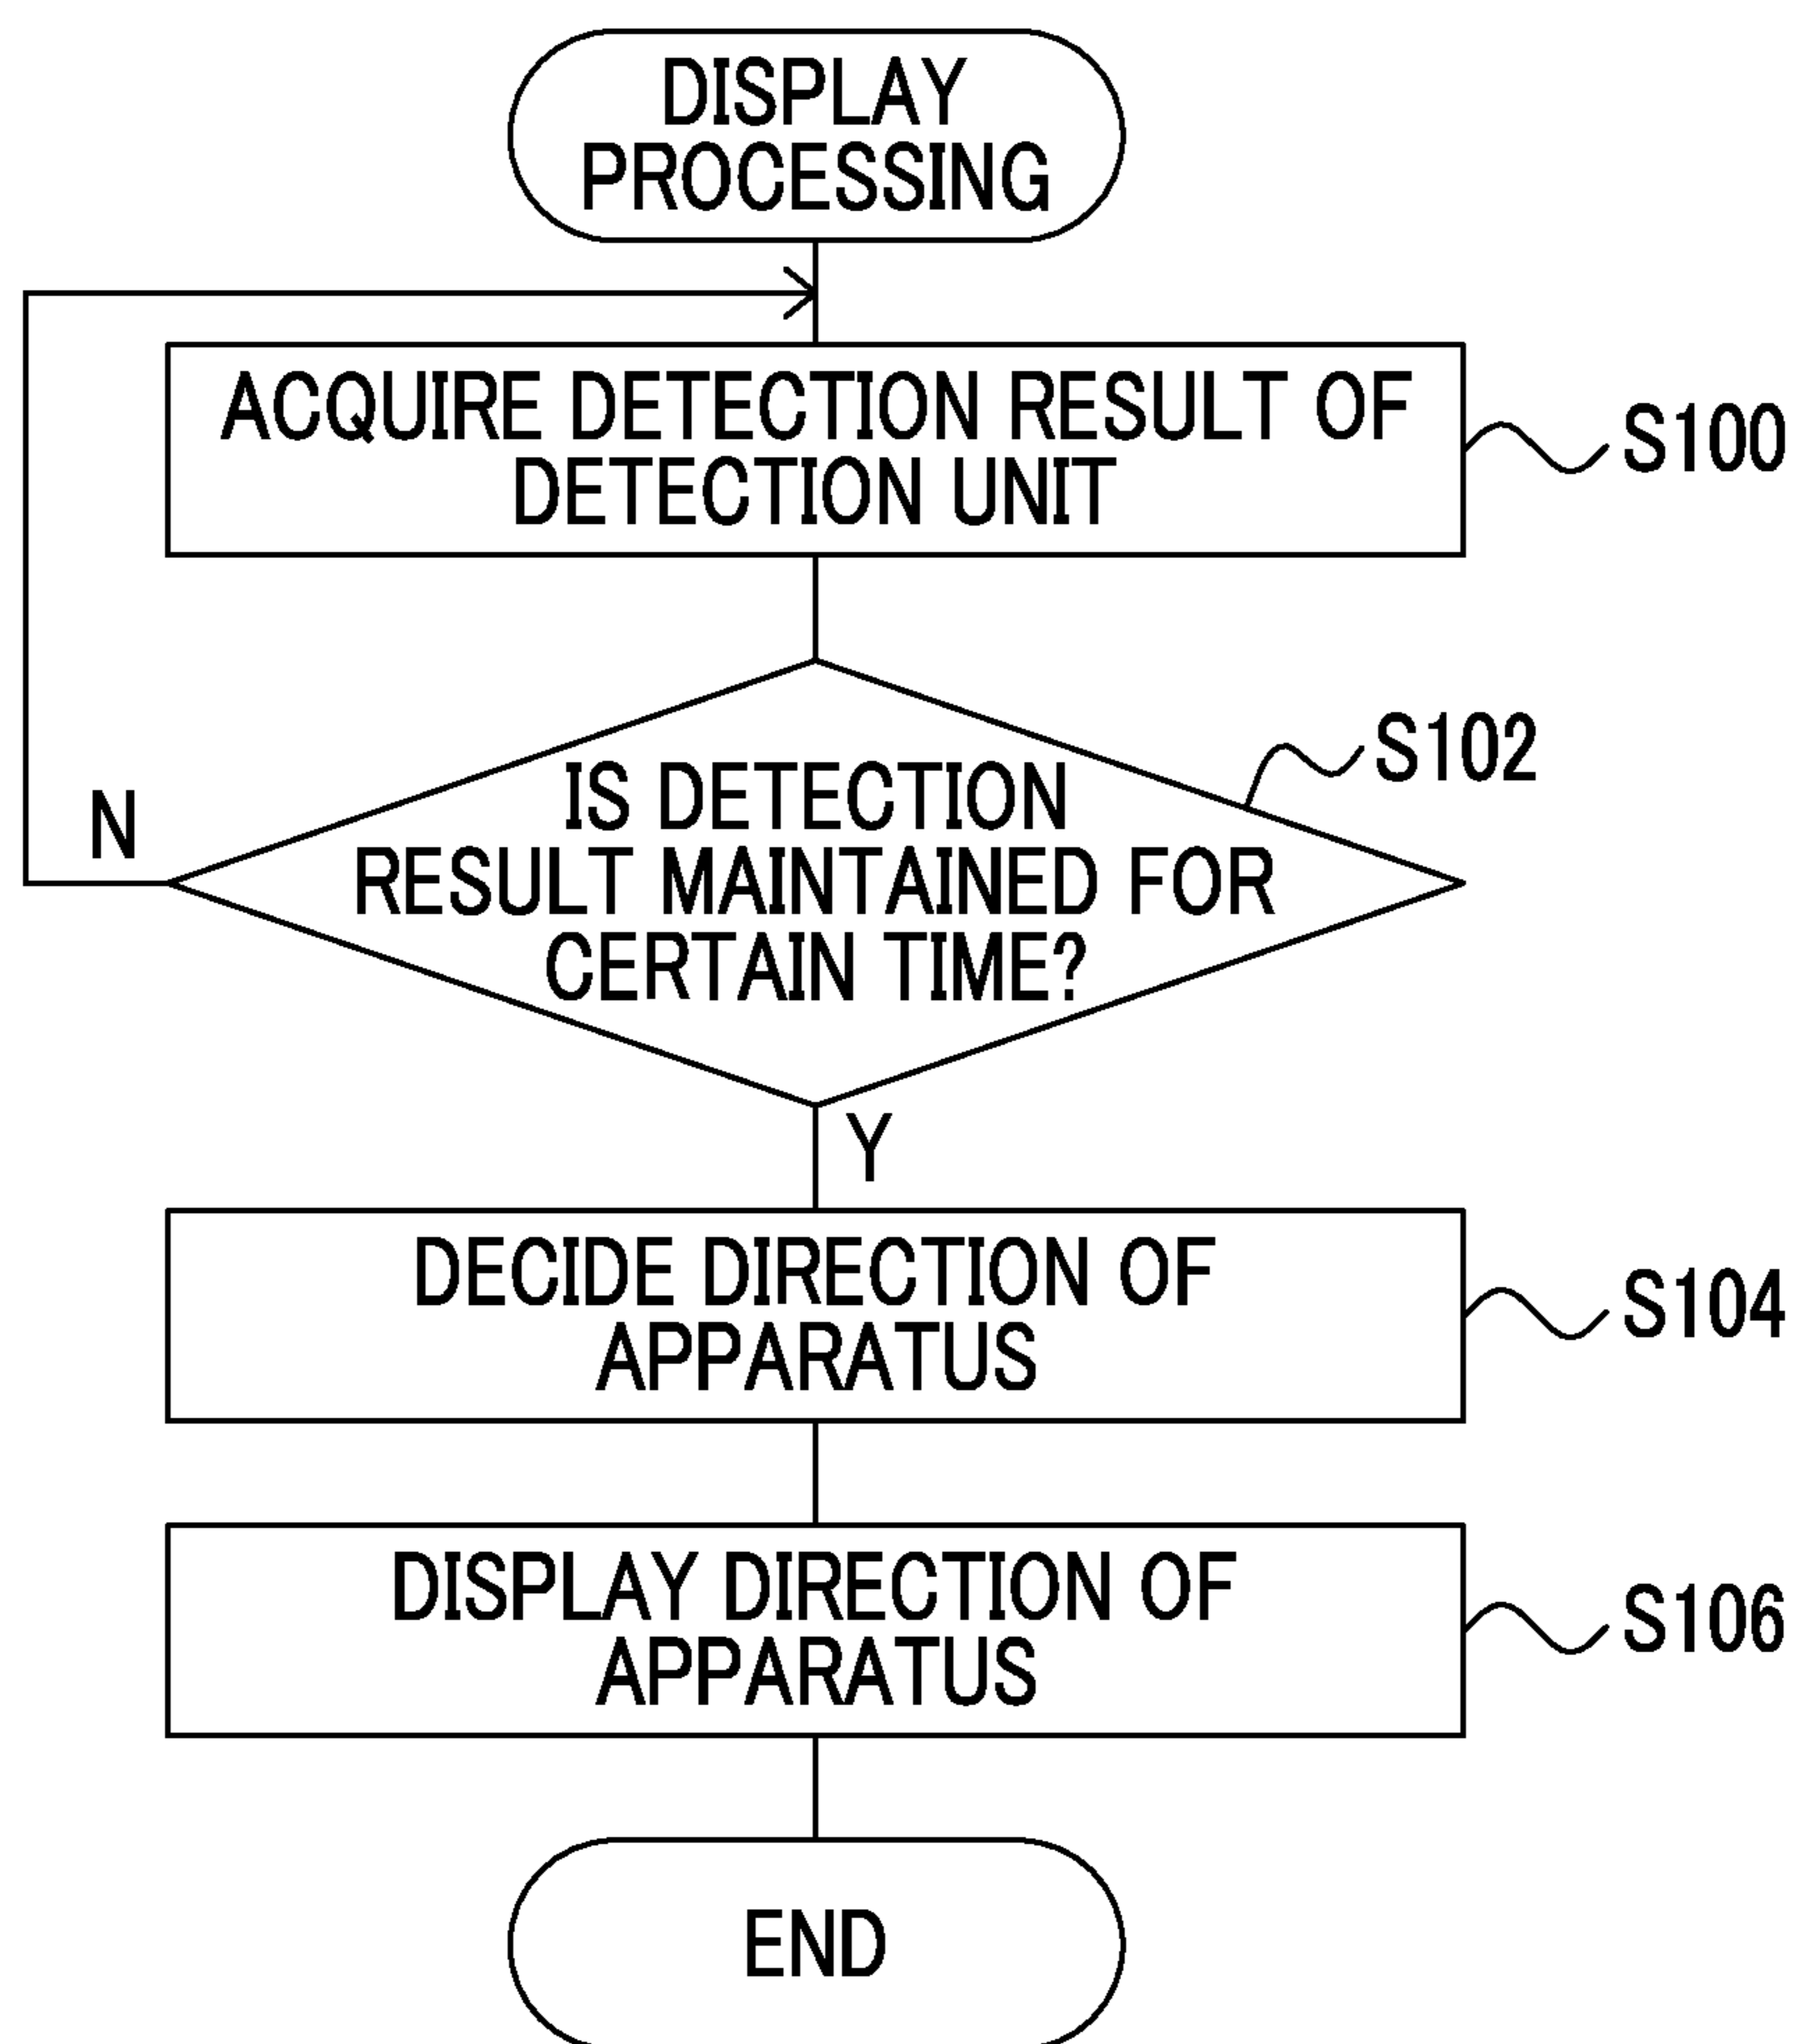 DISPLAY
PROCESSING
ACQUIRE DETECTION RESULT OF
DETECTION UNIT
S100
IS DETECTION
RESULT MAINTAINED FOR
CERTAIN TIME?
S102
N
Y
DECIDE DIRECTION OF
APPARATUS
S104
DISPLAY DIRECTION OF
APPARATUS
S106
END